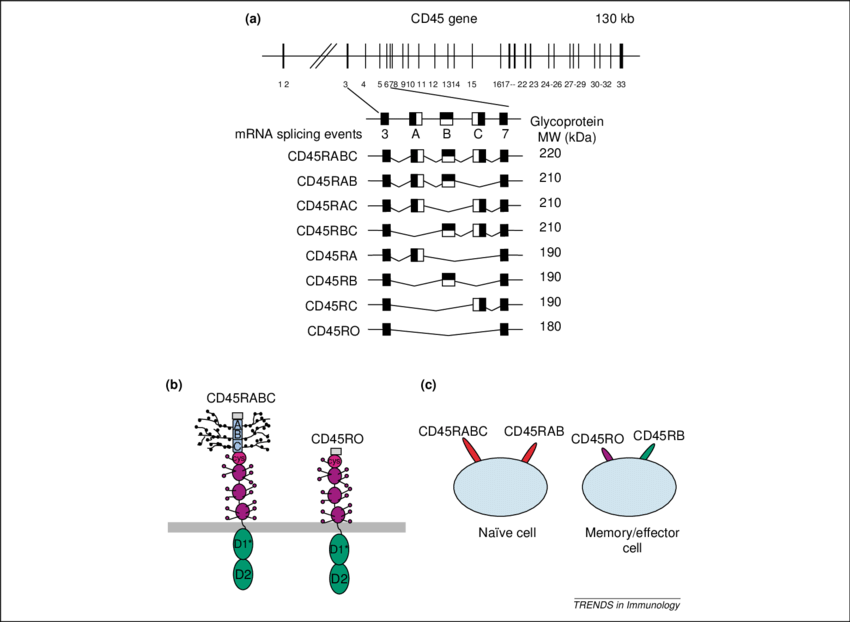 (a) CD45 gene 130 kb
1 2 3 4 5 6 7 8 9 10 11 12 13 14 15 16 17-- 22 23 24-26 27-29 30-32 33
Glycoprotein
MW (kDa)
mRNA splicing events 3 A B C 7
CD45RABC 220
CD45RAB 210
CD45RAC 210
CD45RBC 210
CD45RA 190
CD45RB 190
CD45RC 190
CD45RO 180
(b)
CD45RABC
A
B
C
cys
D1*
D2
CD45RO
cys
D1*
D2
(c)
CD45RABC CD45RAB
Naïve cell
CD45RO CD45RB
Memory/effector
cell
TRENDS in Immunology